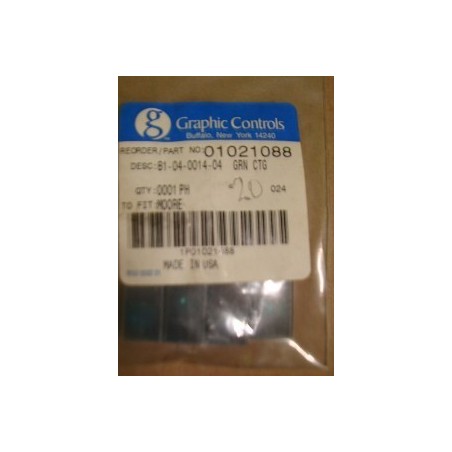 g
Graphic Controls
Buffalo, New York 14240
REORDER/PART NO: 01021088
DESC: 81-04-0014-04 GRN CTG
QTY: 0001 PH 20 024
TO FIT: MOORE
MADE IN USA